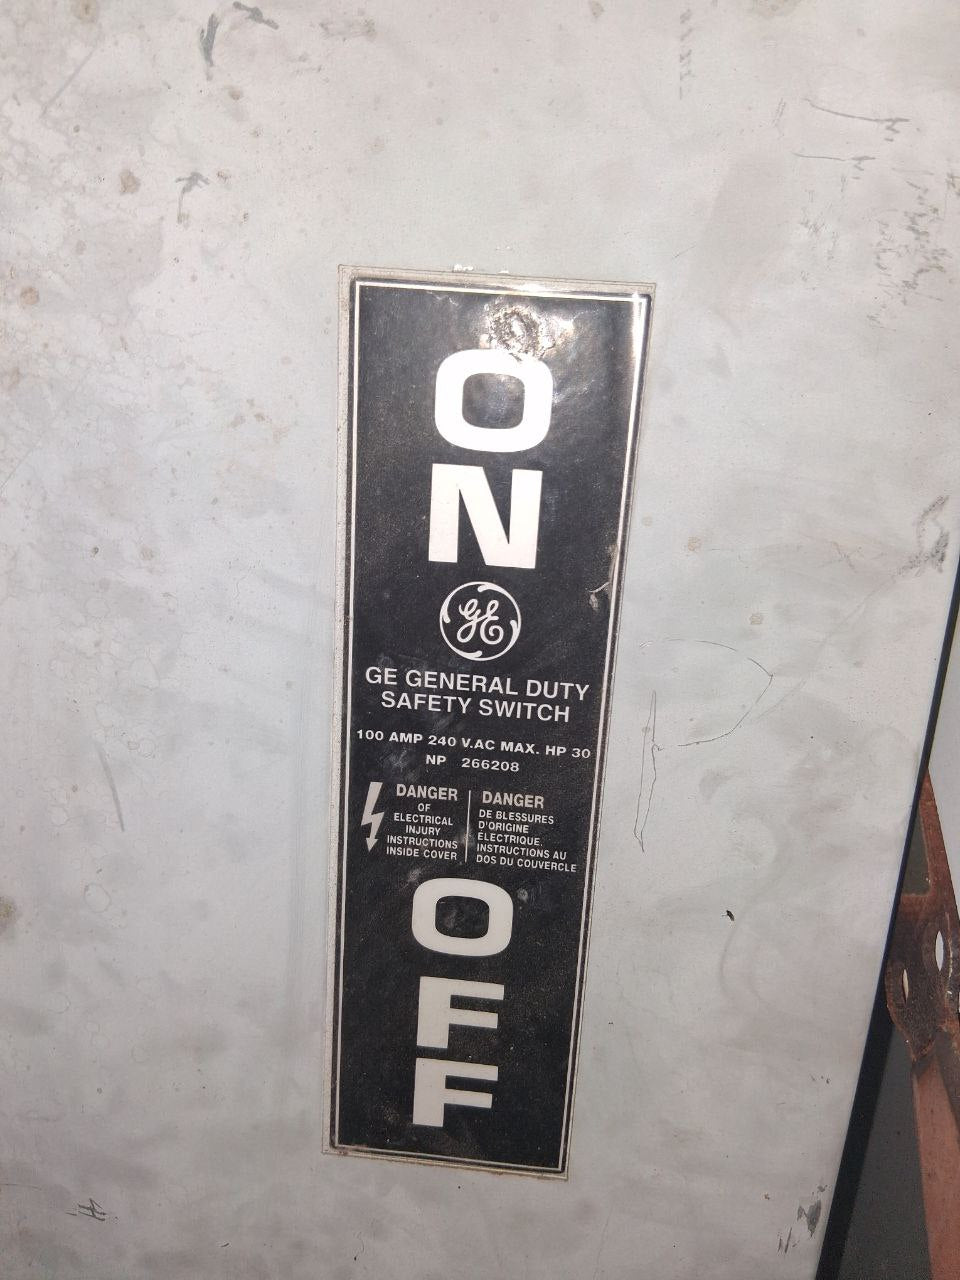 ON
GE
GE GENERAL DUTY
SAFETY SWITCH
100 AMP 240 V.AC MAX. HP 30
NP 266208
DANGER
OF
ELECTRICAL
INJURY
INSTRUCTIONS
INSIDE COVER
DANGER
DE BLESSURES
D'ORIGINE
ELECTRIQUE.
INSTRUCTIONS AU
DOS DU COUVERCLE
OFF